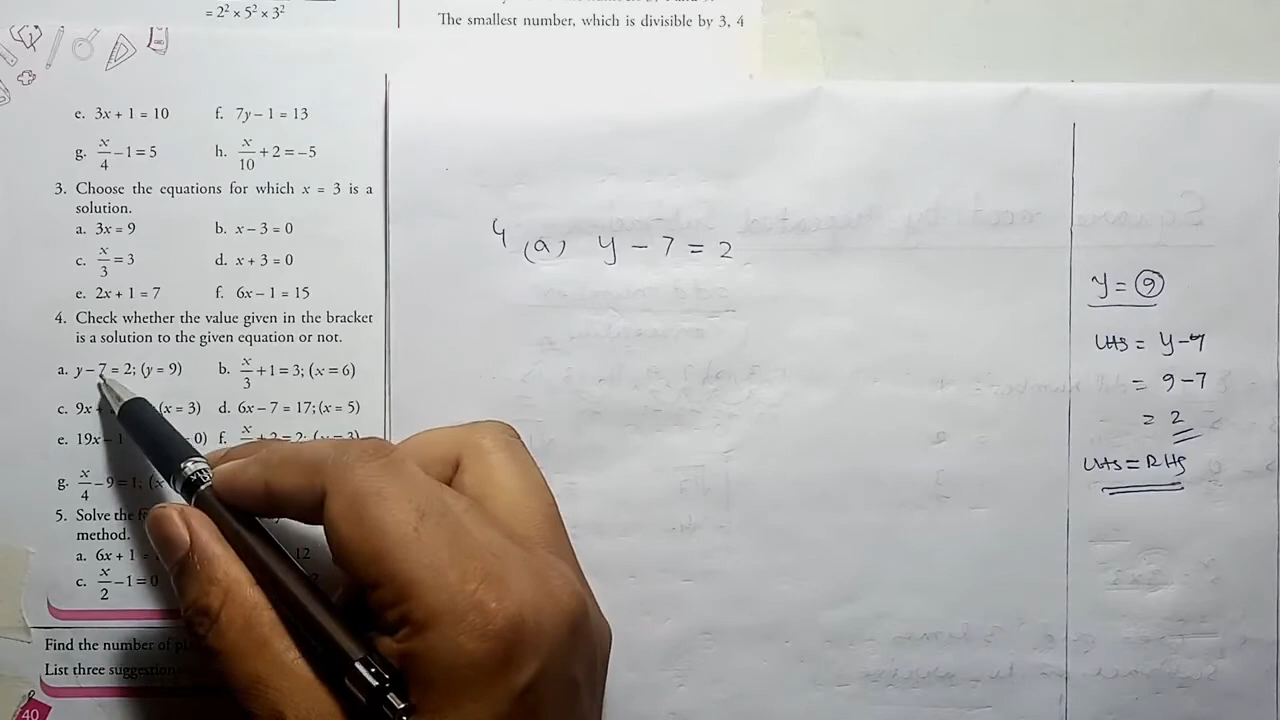 = 2² × 5² × 3²
The smallest number, which is divisible by 3, 4
e. 3x + 1 = 10 f. 7y – 1 = 13
g. x/4 – 1 = 5 h. x/10 + 2 = –5
3. Choose the equations for which x = 3 is a
solution.
a. 3x = 9 b. x – 3 = 0
c. x/3 = 3 d. x + 3 = 0
e. 2x + 1 = 7 f. 6x – 1 = 15
4. Check whether the value given in the bracket
is a solution to the given equation or not.
a. y – 7 = 2; (y = 9) b. x/3 + 1 = 3; (x = 6)
c. 9x (x = 3) d. 6x – 7 = 17; (x = 5)
e. 19x – 1 0) f.
g. x/4 – 9 = 1; (x
5. Solve the
method.
a. 6x + 1 = 12
c. x/2 – 1 = 0
Find the number of
List three suggestion
40
4 (a) y – 7 = 2
y = 9
LHS = y – 7
= 9 – 7
= 2
LHS = RHS